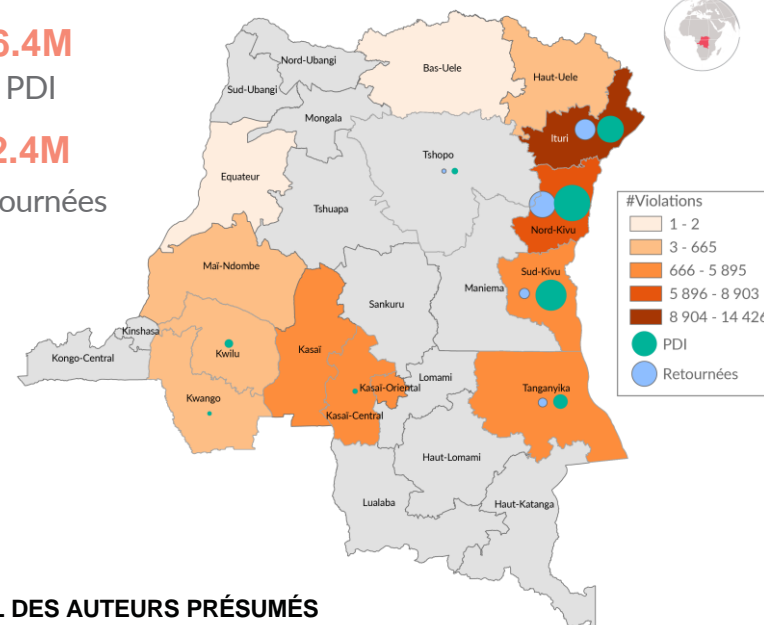 6.4M
PDI
2.4M
ournées
Nord-Ubangi
Sud-Ubangi
Bas-Uele
Haut-Uele
Mongala
Ituri
Tshopo
Equateur
Tshuapa
Nord-Kivu
Maï-Ndombe
Sud-Kivu
Maniema
Sankuru
Kinshasa
Kongo-Central
Kwilu
Kasaï
Kwango
Kasaï-Oriental
Lomami
Tanganyika
Kasaï-Central
Haut-Lomami
Lualaba
Haut-Katanga
#Violations
1 - 2
3 - 665
666 - 5 895
5 896 - 8 903
8 904 - 14 426
PDI
Retournées
DES AUTEURS PRÉSUMÉS